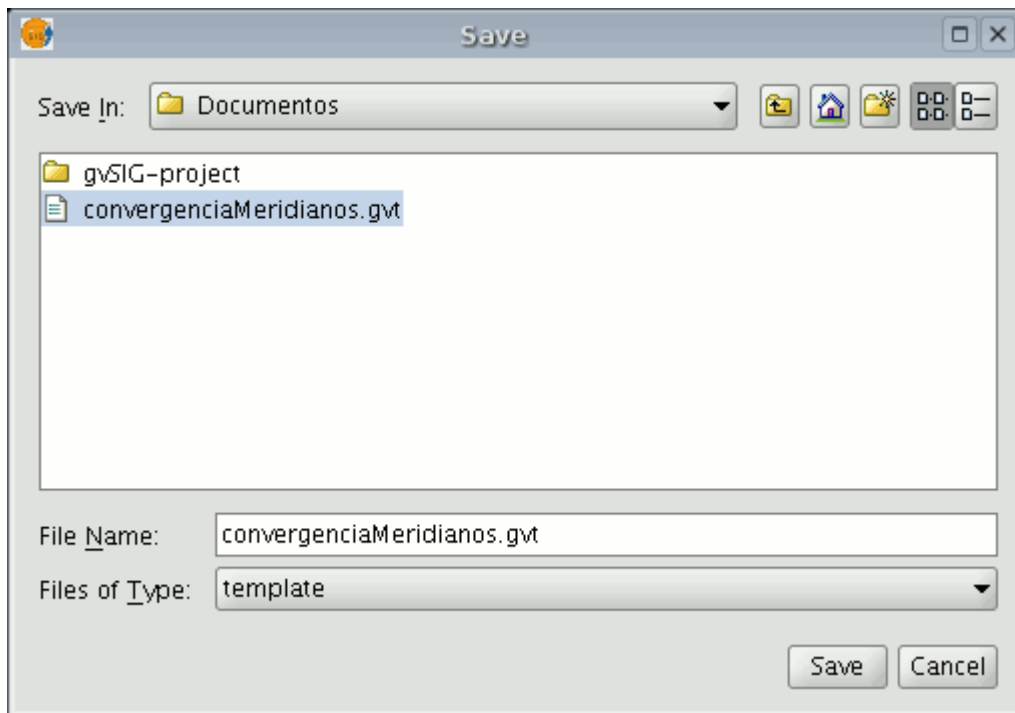 Save
Save In: Documentos
gvSIG-project
convergenciaMeridianos.gvt
File Name: convergenciaMeridianos.gvt
Files of Type: template
Save Cancel